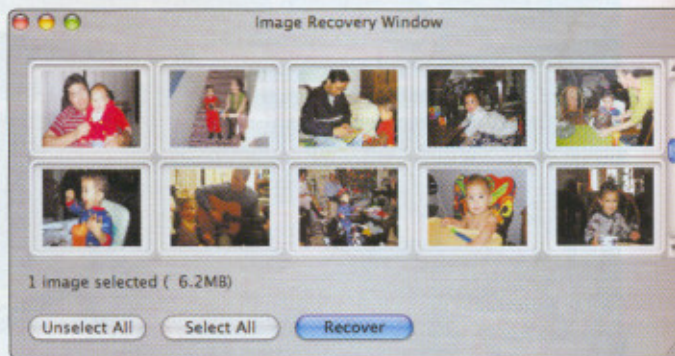 Image Recovery Window
1 image selected ( 6.2MB)
Unselect All
Select All
Recover